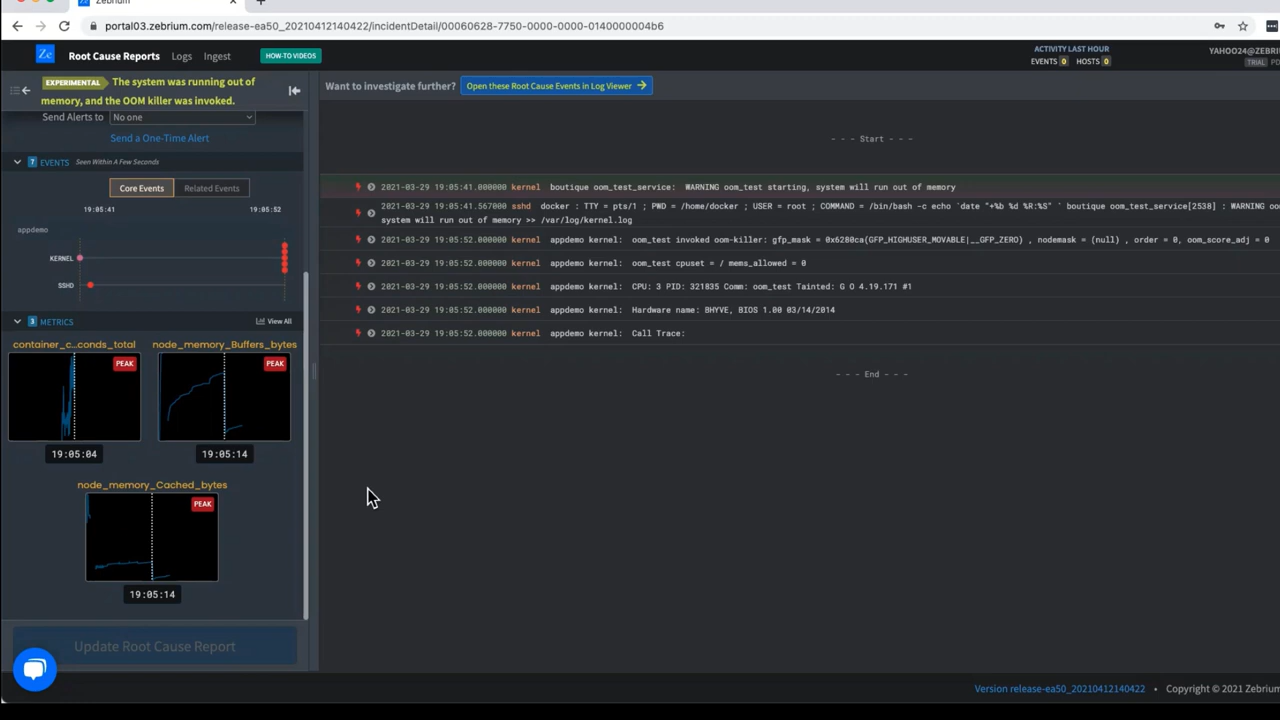 Zebrium
portal03.zebrium.com/release-ea50_20210412140422/incidentDetail/00060628-7750-0000-0000-0140000004b6
Ze Root Cause Reports Logs Ingest HOW-TO VIDEOS
ACTIVITY LAST HOUR
EVENTS 0 HOSTS 0
YAHOO24@ZEBRIU
TRIAL
EXPERIMENTAL The system was running out of
memory, and the OOM killer was invoked.
Want to investigate further? Open these Root Cause Events in Log Viewer
Send Alerts to No one
Send a One-Time Alert
7 EVENTS Seen Within A Few Seconds
Core Events Related Events
19:05:41 19:05:52
appdemo
KERNEL
SSHD
3 METRICS View All
container_c...conds_total node_memory_Buffers_bytes
PEAK PEAK
19:05:04 19:05:14
node_memory_Cached_bytes
PEAK
19:05:14
Update Root Cause Report
- - - Start - - -
2021-03-29 19:05:41.000000 kernel boutique oom_test_service: WARNING oom_test starting, system will run out of memory
2021-03-29 19:05:41.567000 sshd docker : TTY = pts/1 ; PWD = /home/docker ; USER = root ; COMMAND = /bin/bash -c echo `date "+%b %d %R:%S" ` boutique oom_test_service[2538] : WARNING oom
system will run out of memory >> /var/log/kernel.log
2021-03-29 19:05:52.000000 kernel appdemo kernel: oom_test invoked oom-killer: gfp_mask = 0x6280ca(GFP_HIGHUSER_MOVABLE|__GFP_ZERO) , nodemask = (null) , order = 0, oom_score_adj = 0
2021-03-29 19:05:52.000000 kernel appdemo kernel: oom_test cpuset = / mems_allowed = 0
2021-03-29 19:05:52.000000 kernel appdemo kernel: CPU: 3 PID: 321835 Comm: oom_test Tainted: G O 4.19.171 #1
2021-03-29 19:05:52.000000 kernel appdemo kernel: Hardware name: BHYVE, BIOS 1.00 03/14/2014
2021-03-29 19:05:52.000000 kernel appdemo kernel: Call Trace:
- - - End - - -
Version release-ea50_20210412140422 • Copyright © 2021 Zebrium